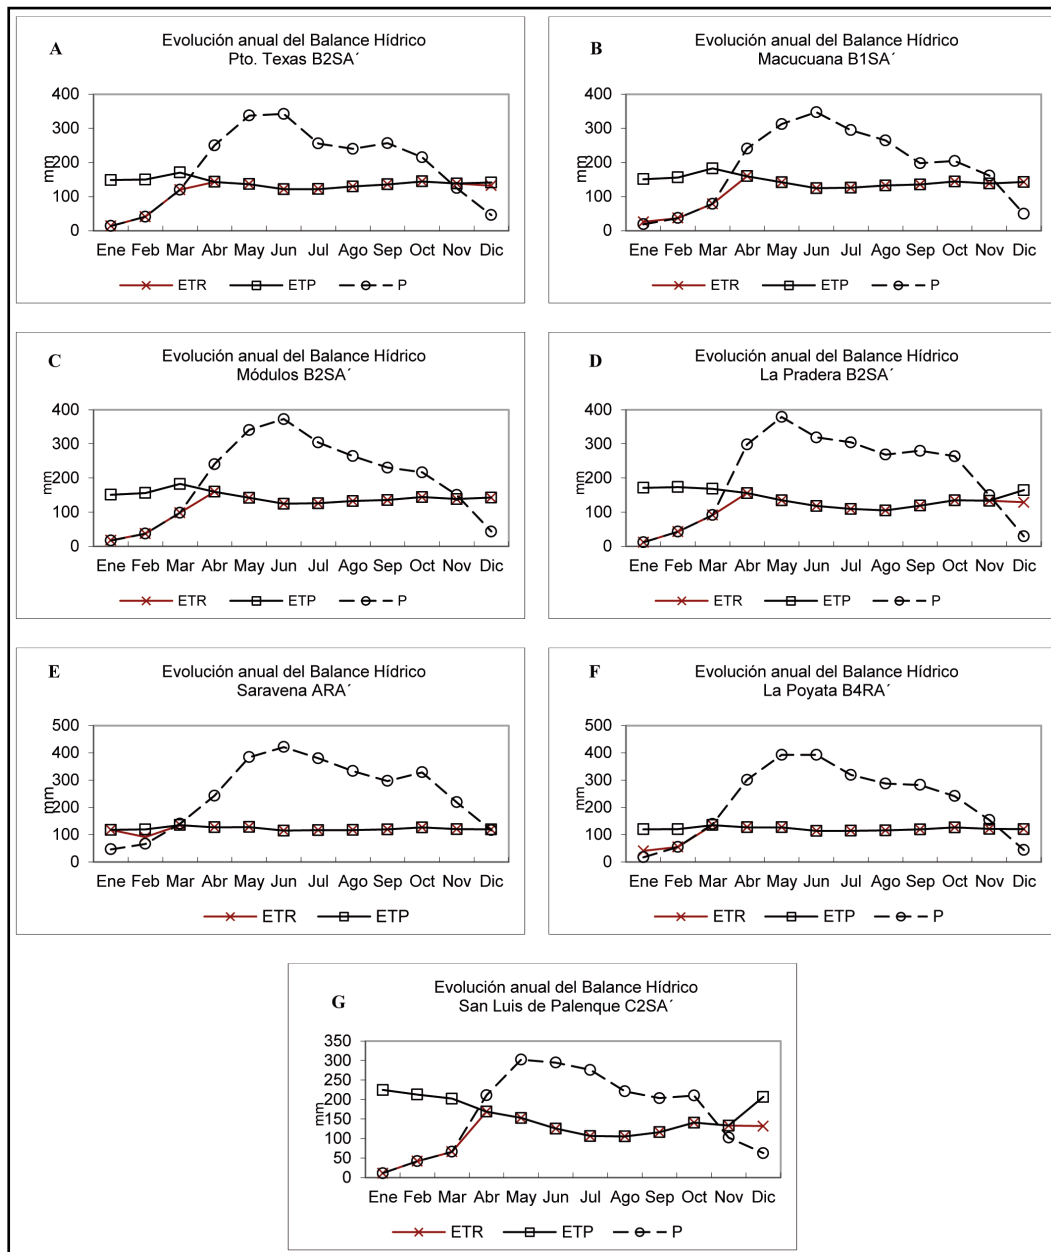 A
Evolución anual del Balance Hídrico
Pto. Texas B2SA´
400
300
200
100
0
mm
Ene Feb Mar Abr May Jun Jul Ago Sep Oct Nov Dic
ETR ETP P
B
Evolución anual del Balance Hídrico
Macucuana B1SA´
400
300
200
100
0
mm
Ene Feb Mar Abr May Jun Jul Ago Sep Oct Nov Dic
ETR ETP P
C
Evolución anual del Balance Hídrico
Módulos B2SA´
400
300
200
100
0
mm
Ene Feb Mar Abr May Jun Jul Ago Sep Oct Nov Dic
ETR ETP P
D
Evolución anual del Balance Hídrico
La Pradera B2SA´
400
300
200
100
0
mm
Ene Feb Mar Abr May Jun Jul Ago Sep Oct Nov Dic
ETR ETP P
E
Evolución anual del Balance Hídrico
Saravena ARA´
500
400
300
200
100
0
mm
Ene Feb Mar Abr May Jun Jul Ago Sep Oct Nov Dic
ETR ETP
F
Evolución anual del Balance Hídrico
La Poyata B4RA´
500
400
300
200
100
0
mm
Ene Feb Mar Abr May Jun Jul Ago Sep Oct Nov Dic
ETR ETP P
G
Evolución anual del Balance Hídrico
San Luis de Palenque C2SA´
350
300
250
200
150
100
50
0
mm
Ene Feb Mar Abr May Jun Jul Ago Sep Oct Nov Dic
ETR ETP P